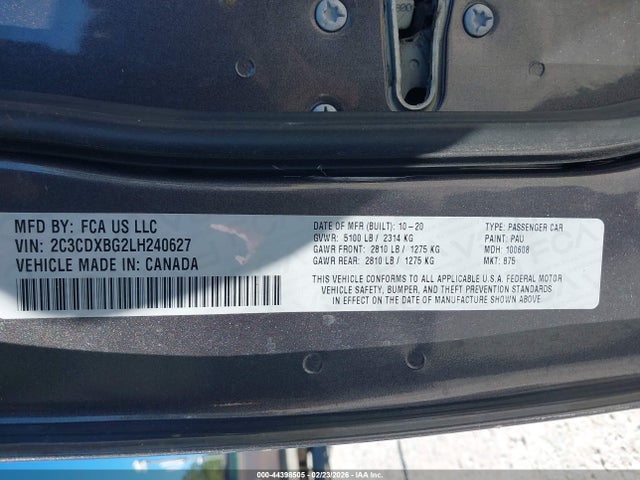 MFD BY: FCA US LLC
VIN: 2C3CDXBG2LH240627
VEHICLE MADE IN: CANADA
DATE OF MFR (BUILT): 10-20
GVWR: 5100 LB / 2314 KG
GAWR FRONT: 2810 LB / 1275 KG
GAWR REAR: 2810 LB / 1275 KG
TYPE: PASSENGER CAR
PAINT: PAU
MDH: 100608
MKT: 875
THIS VEHICLE CONFORMS TO ALL APPLICABLE U.S.A. FEDERAL MOTOR
VEHICLE SAFETY, BUMPER, AND THEFT PREVENTION STANDARDS
IN EFFECT ON THE DATE OF MANUFACTURE SHOWN ABOVE.
000-44398505 - 02/23/2026 - IAA Inc. Copyright